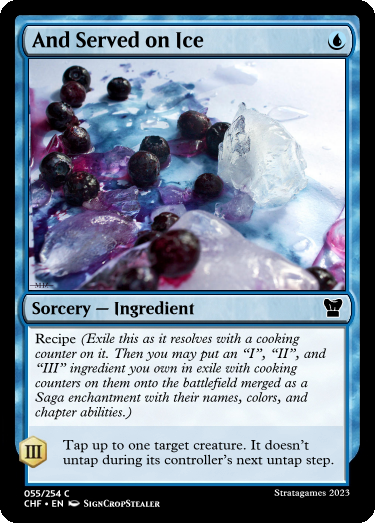 And Served on Ice
Sorcery — Ingredient
Recipe (Exile this as it resolves with a cooking
counter on it. Then you may put an “I”, “II”, and
“III” ingredient you own in exile with cooking
counters on them onto the battlefield merged as a
Saga enchantment with their names, colors, and
chapter abilities.)
III
Tap up to one target creature. It doesn't
untap during its controller's next untap step.
055/254 C
Stratagames 2023
CHF • EN SignCropStealer